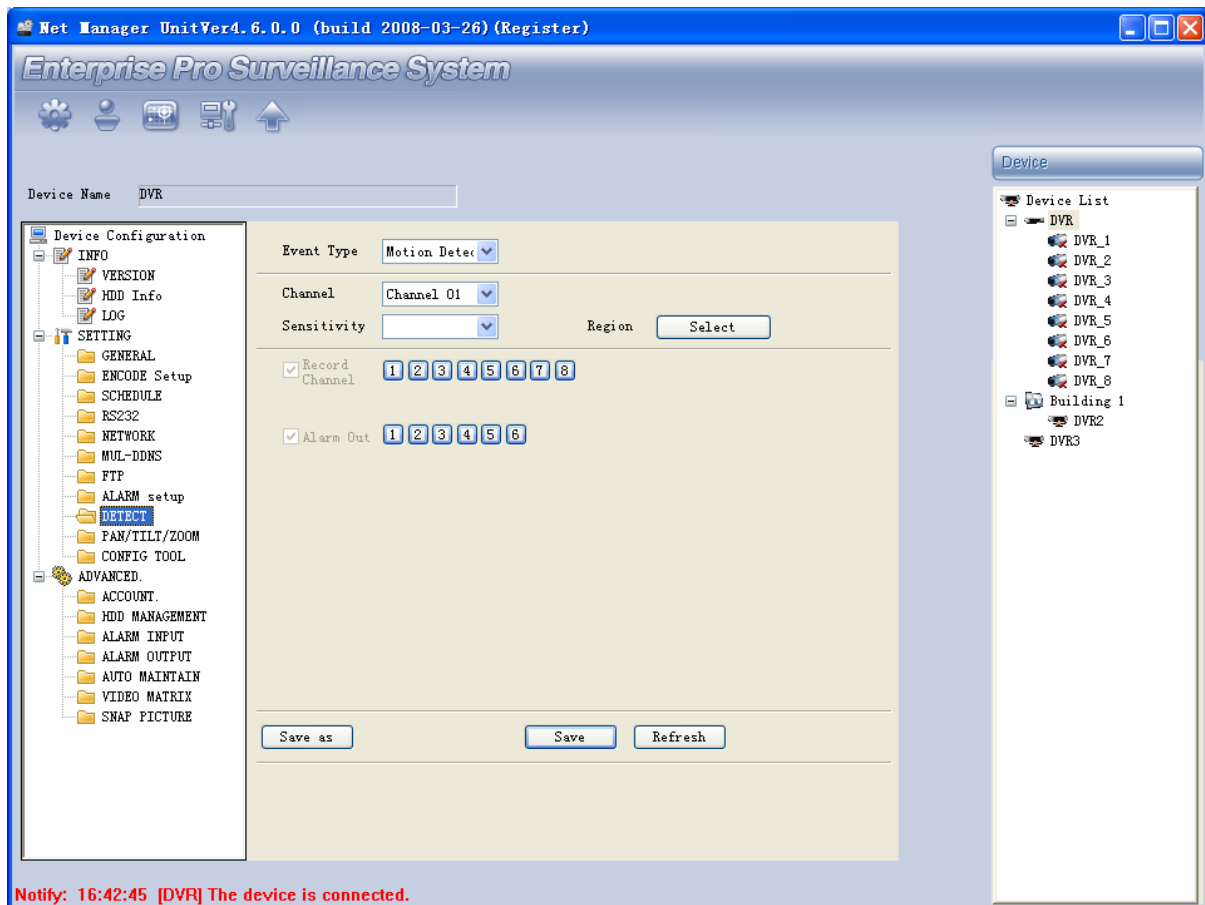 Net Manager UnitVer4.6.0.0 (build 2008-03-26)(Register)
Enterprise Pro Surveillance System
Device Name DVR
Device Configuration
INFO
VERSION
HDD Info
LOG
SETTING
GENERAL
ENCODE Setup
SCHEDULE
RS232
NETWORK
MUL-DDNS
FTP
ALARM setup
DETECT
PAN/TILT/ZOOM
CONFIG TOOL
ADVANCED.
ACCOUNT.
HDD MANAGEMENT
ALARM INPUT
ALARM OUTPUT
AUTO MAINTAIN
VIDEO MATRIX
SNAP PICTURE
Event Type Motion Detec
Channel Channel 01
Sensitivity Region Select
Record
Channel
1 2 3 4 5 6 7 8
Alarm Out 1 2 3 4 5 6
Save as Save Refresh
Device
Device List
DVR
DVR_1
DVR_2
DVR_3
DVR_4
DVR_5
DVR_6
DVR_7
DVR_8
Building 1
DVR2
DVR3
Notify: 16:42:45 [DVR] The device is connected.